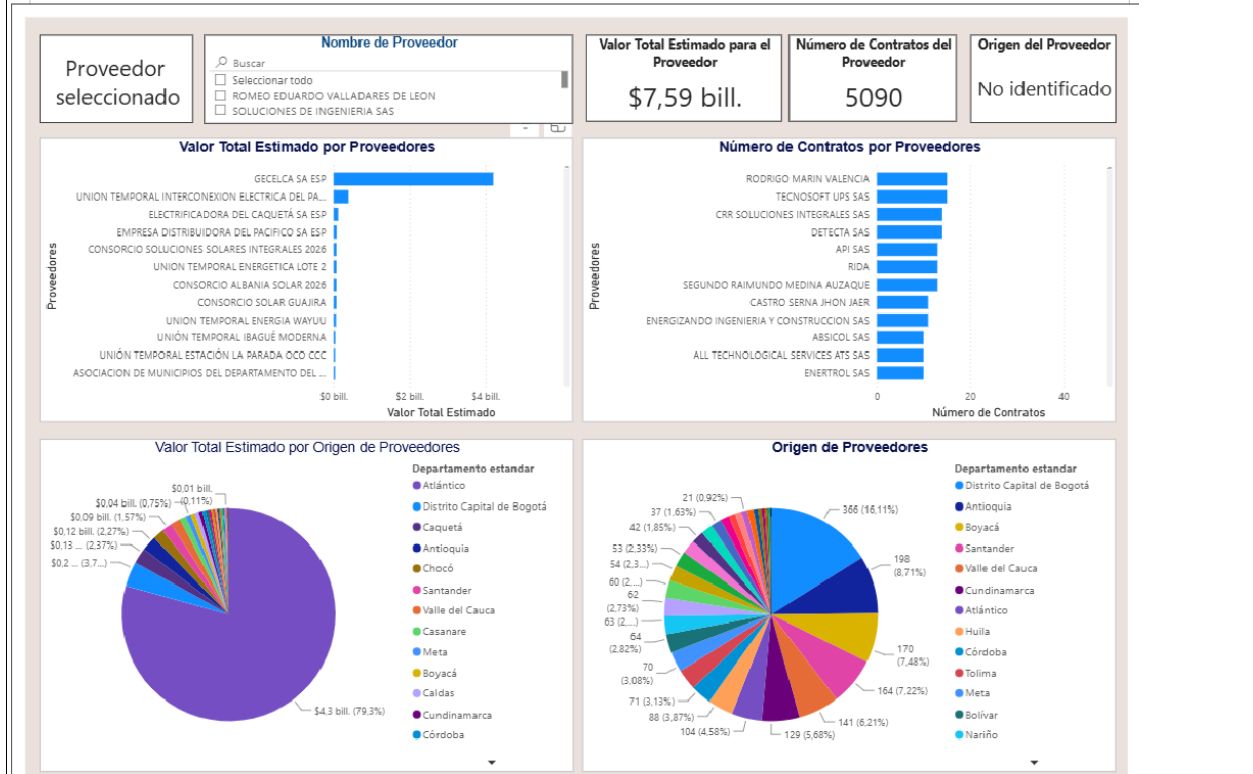 Proveedor
seleccionado
Nombre de Proveedor
Buscar
Seleccionar todo
ROMEO EDUARDO VALLADARES DE LEON
SOLUCIONES DE INGENIERIA SAS
Valor Total Estimado para el
Proveedor
$7,59 bill.
Número de Contratos del
Proveedor
5090
Origen del Proveedor
No identificado
Valor Total Estimado por Proveedores
Proveedores
GECELCA SA ESP
UNION TEMPORAL INTERCONEXION ELECTRICA DEL PA...
ELECTRIFICADORA DEL CAQUETÁ SA ESP
EMPRESA DISTRIBUIDORA DEL PACIFICO SA ESP
CONSORCIO SOLUCIONES SOLARES INTEGRALES 2026
UNION TEMPORAL ENERGETICA LOTE 2
CONSORCIO ALBANIA SOLAR 2026
CONSORCIO SOLAR GUAJIRA
UNION TEMPORAL ENERGIA WAYUU
UNIÓN TEMPORAL IBAGUÉ MODERNA
UNIÓN TEMPORAL ESTACIÓN LA PARADA OCO CCC
ASOCIACION DE MUNICIPIOS DEL DEPARTAMENTO DEL ...
$0 bill. $2 bill. $4 bill.
Valor Total Estimado
Número de Contratos por Proveedores
Proveedores
RODRIGO MARIN VALENCIA
TECNOSOFT UPS SAS
CRR SOLUCIONES INTEGRALES SAS
DETECTA SAS
API SAS
RIDA
SEGUNDO RAIMUNDO MEDINA AUZAQUE
CASTRO SERNA JHON JAER
ENERGIZANDO INGENIERIA Y CONSTRUCCION SAS
ABSICOL SAS
ALL TECHNOLOGICAL SERVICES ATS SAS
ENERTROL SAS
0 20 40
Número de Contratos
Valor Total Estimado por Origen de Proveedores
$0,01 bill.
(0,11%)
$0,04 bill. (0,75%)
$0,09 bill. (1,57%)
$0,12 bill. (2,27%)
$0,13 ... (2,37%)
$0,2 ... (3,7...)
$4,3 bill. (79,3%)
Departamento estandar
Atlántico
Distrito Capital de Bogotá
Caquetá
Antioquía
Chocó
Santander
Valle del Cauca
Casanare
Meta
Boyacá
Caldas
Cundinamarca
Córdoba
Origen de Proveedores
21 (0,92%)
37 (1,63%)
42 (1,85%)
53 (2,33%)
54 (2,3...)
60 (2,...)
62
(2,73%)
63 (2,...)
64
(2,82%)
70
(3,08%)
71 (3,13%)
88 (3,87%)
104 (4,58%)
129 (5,68%)
141 (6,21%)
164 (7,22%)
170
(7,48%)
198
(8,71%)
366 (16,11%)
Departamento estandar
Distrito Capital de Bogotá
Antioquia
Boyacá
Santander
Valle del Cauca
Cundinamarca
Atlántico
Huila
Córdoba
Tolima
Meta
Bolívar
Nariño